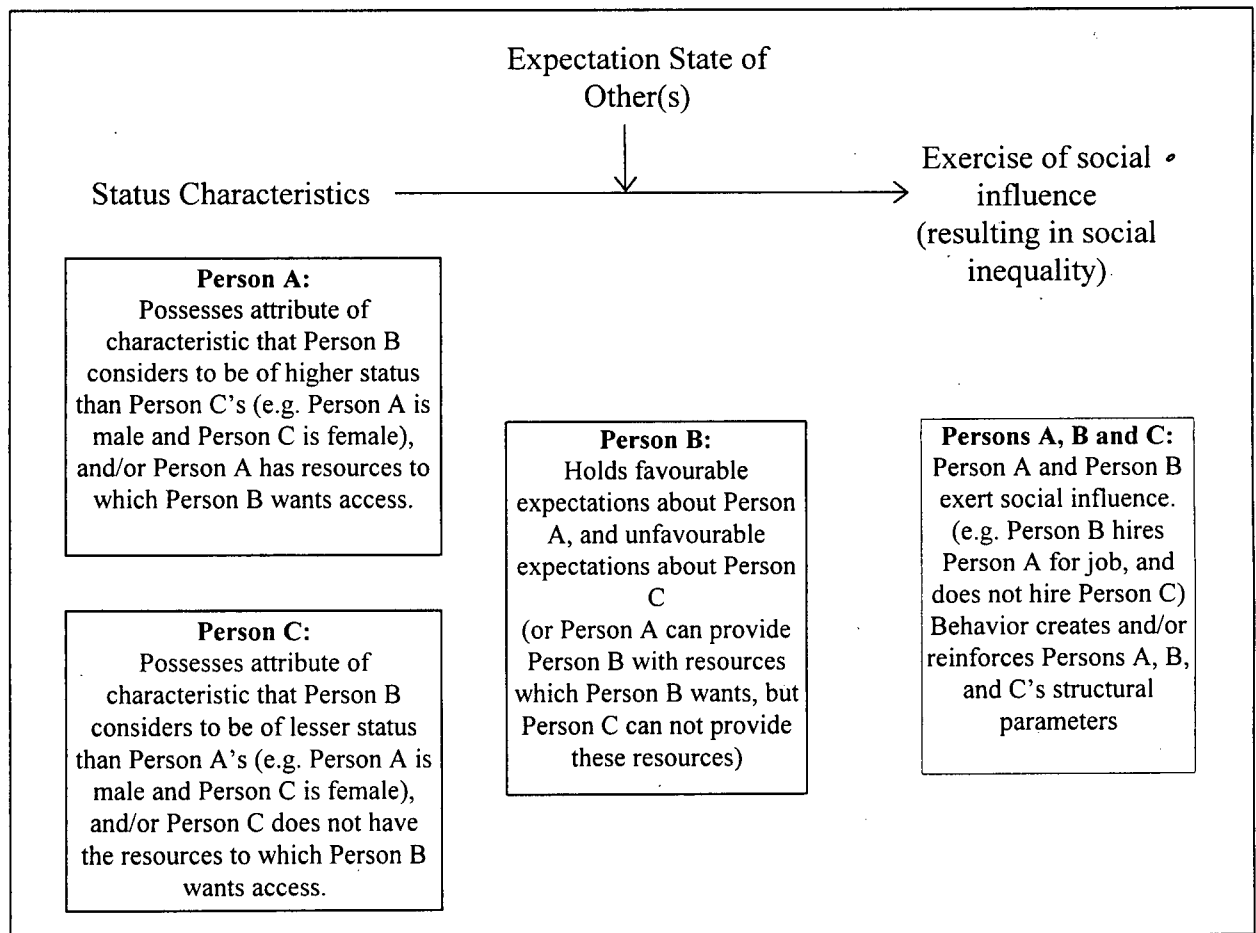 Expectation State of
Other(s)
Status Characteristics
Exercise of social
influence
(resulting in social
inequality)
Person A:
Possesses attribute of
characteristic that Person B
considers to be of higher status
than Person C's (e.g. Person A is
male and Person C is female),
and/or Person A has resources to
which Person B wants access.
Person C:
Possesses attribute of
characteristic that Person B
considers to be of lesser status
than Person A's (e.g. Person A is
male and Person C is female),
and/or Person C does not have
the resources to which Person B
wants access.
Person B:
Holds favourable
expectations about Person
A, and unfavourable
expectations about Person
C
(or Person A can provide
Person B with resources
which Person B wants, but
Person C can not provide
these resources)
Persons A, B and C:
Person A and Person B
exert social influence.
(e.g. Person B hires
Person A for job, and
does not hire Person C)
Behavior creates and/or
reinforces Persons A, B,
and C's structural
parameters